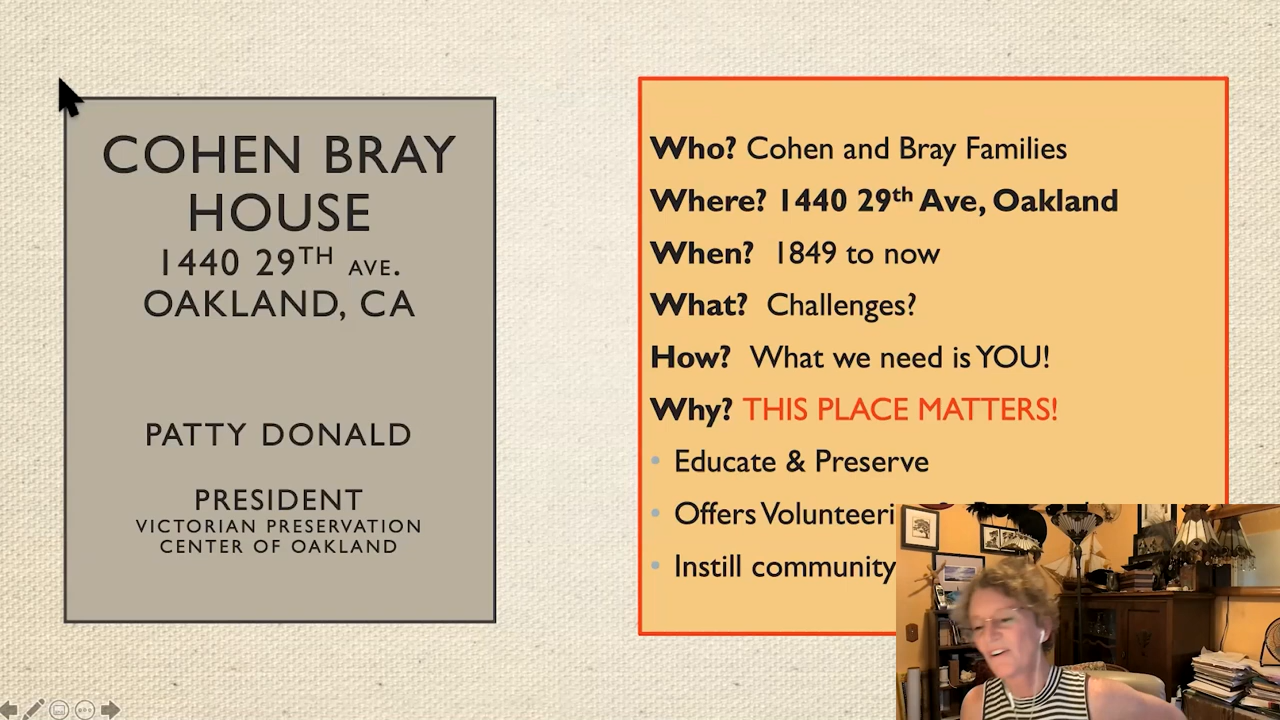 COHEN BRAY
HOUSE
1440 29TH AVE.
OAKLAND, CA
PATTY DONALD
PRESIDENT
VICTORIAN PRESERVATION
CENTER OF OAKLAND
Who? Cohen and Bray Families
Where? 1440 29th Ave, Oakland
When? 1849 to now
What? Challenges?
How? What we need is YOU!
Why? THIS PLACE MATTERS!
• Educate & Preserve
• Offers
• Instill community